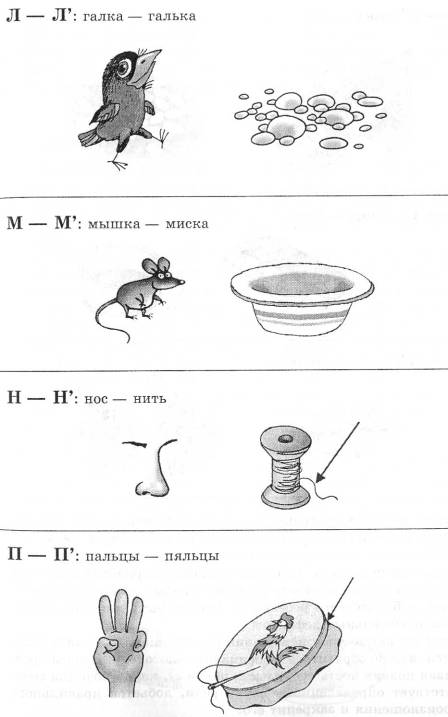 Л — Л’: галка — галька
М — М’: мышка — миска
Н — Н’: нос — нить
П — П’: пальцы — пяльцы